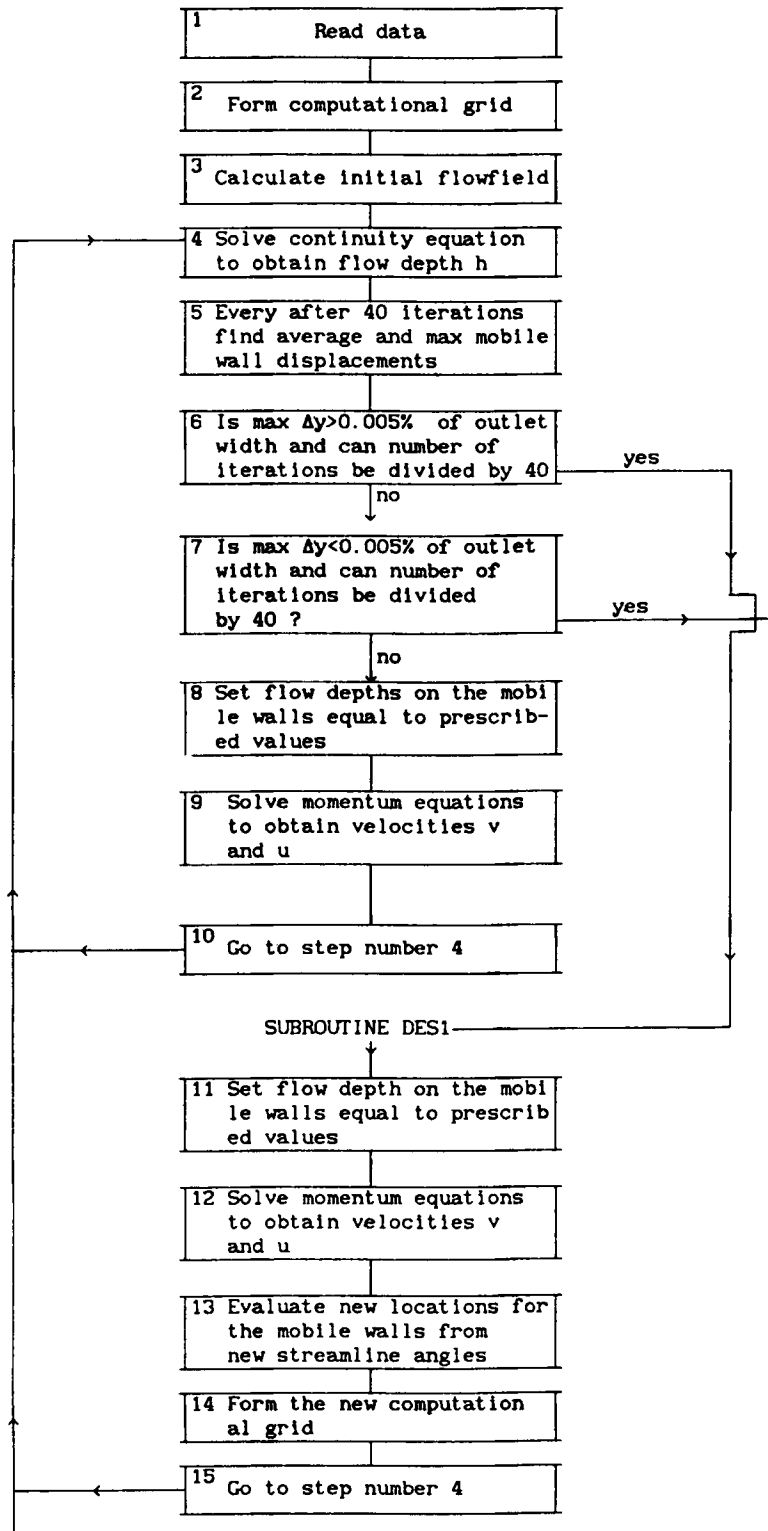 1
Read data
2
Form computational grid
3
Calculate initial flowfield
4 Solve continuity equation
to obtain flow depth h
5 Every after 40 iterations
find average and max mobile
wall displacements
6 Is max Δy>0.005% of outlet
width and can number of
iterations be divided by 40
yes
no
7 Is max Δy<0.005% of outlet
width and can number of
iterations be divided
by 40 ?
yes
no
8 Set flow depths on the mobi
le walls equal to prescrib-
ed values
9 Solve momentum equations
to obtain velocities v
and u
10
Go to step number 4
SUBROUTINE DES1
11 Set flow depth on the mobi
le walls equal to prescrib
ed values
12 Solve momentum equations
to obtain velocities v
and u
13 Evaluate new locations for
the mobile walls from
new streamline angles
14 Form the new computation
al grid
15
Go to step number 4